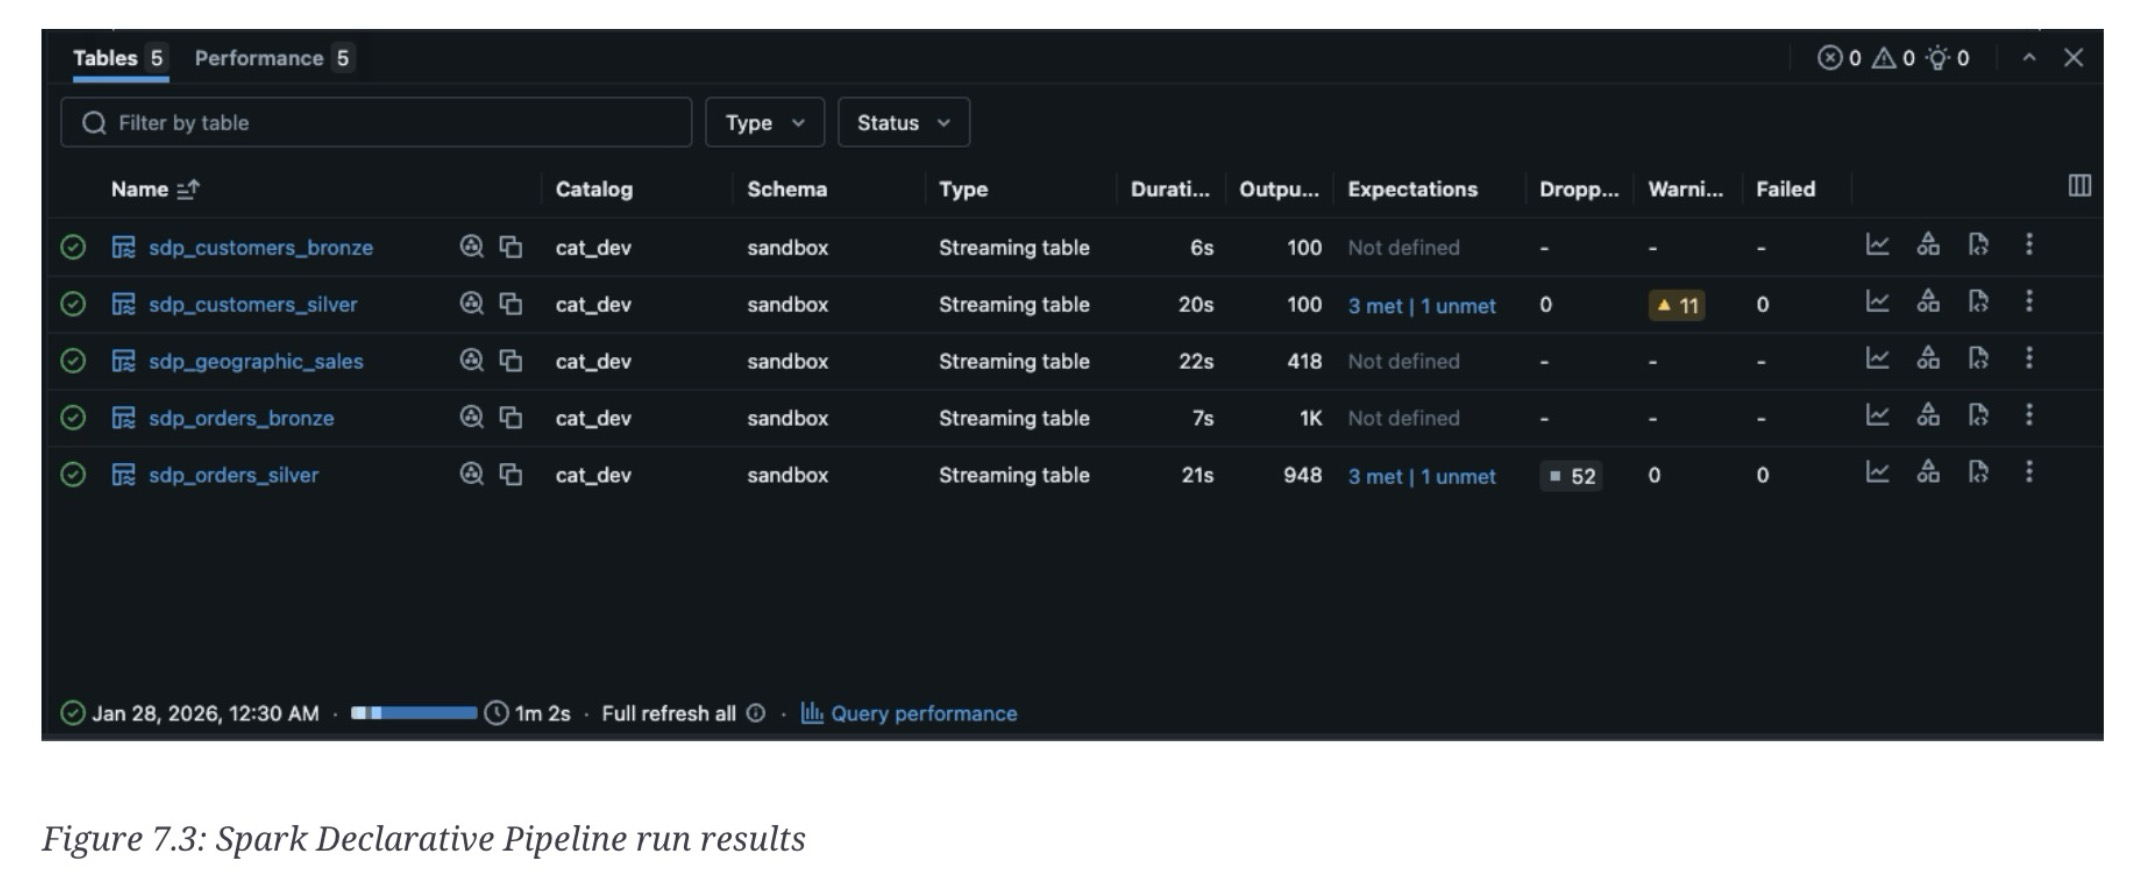 Tables 5 Performance 5 0 0 0
Filter by table Type Status
Name Catalog Schema Type Durati... Outpu... Expectations Dropp... Warni... Failed
sdp_customers_bronze cat_dev sandbox Streaming table 6s 100 Not defined - - -
sdp_customers_silver cat_dev sandbox Streaming table 20s 100 3 met | 1 unmet 0 11 0
sdp_geographic_sales cat_dev sandbox Streaming table 22s 418 Not defined - - -
sdp_orders_bronze cat_dev sandbox Streaming table 7s 1K Not defined - - -
sdp_orders_silver cat_dev sandbox Streaming table 21s 948 3 met | 1 unmet 52 0 0
Jan 28, 2026, 12:30 AM · 1m 2s · Full refresh all · Query performance
Figure 7.3: Spark Declarative Pipeline run results